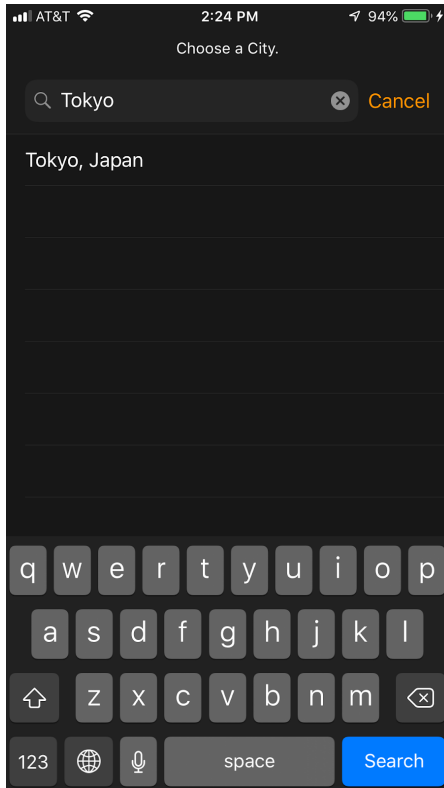 AT&T 2:24 PM 94%
Choose a City.
Tokyo Cancel
Tokyo, Japan
q w e r t y u i o p
a s d f g h j k l
z x c v b n m
123 space Search